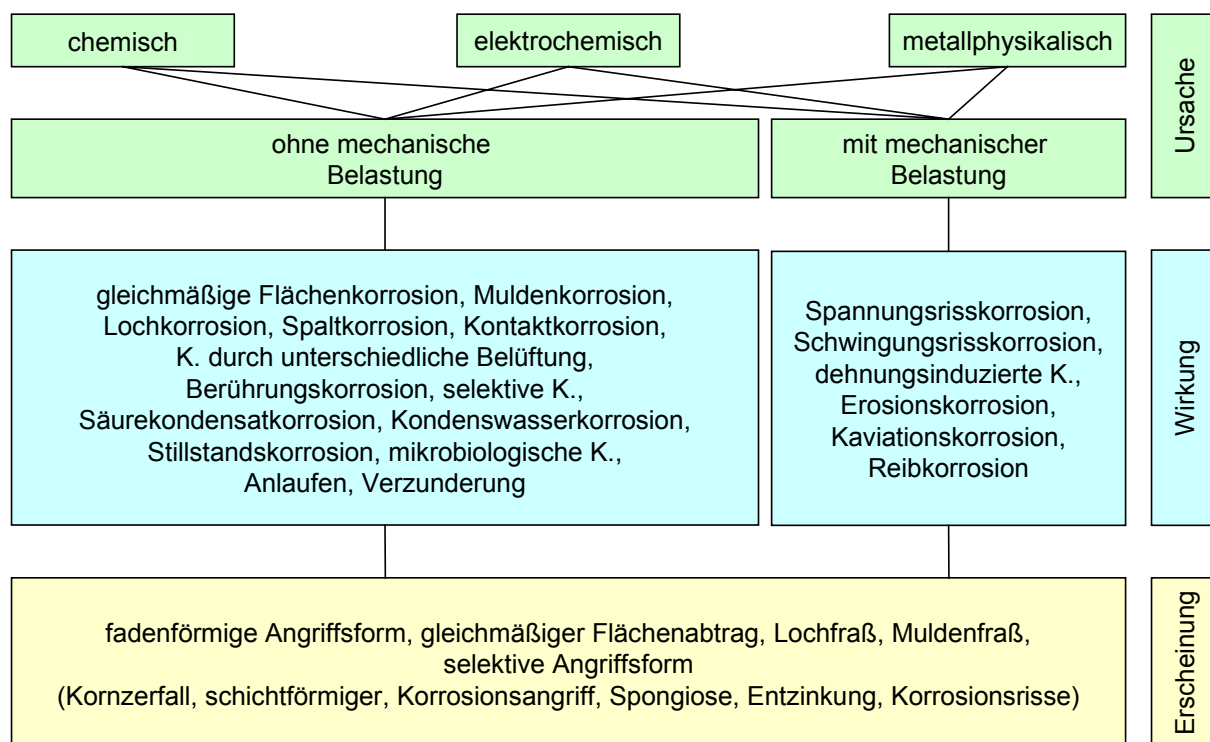 chemisch
elektrochemisch
metallphysikalisch
Ursache
ohne mechanische
Belastung
mit mechanischer
Belastung
gleichmäßige Flächenkorrosion, Muldenkorrosion,
Lochkorrosion, Spaltkorrosion, Kontaktkorrosion,
K. durch unterschiedliche Belüftung,
Berührungskorrosion, selektive K.,
Säurekondensatkorrosion, Kondenswasserkorrosion,
Stillstandskorrosion, mikrobiologische K.,
Anlaufen, Verzunderung
Spannungsrisskorrosion,
Schwingungsrisskorrosion,
dehnungsinduzierte K.,
Erosionskorrosion,
Kaviationskorrosion,
Reibkorrosion
Wirkung
fadenförmige Angriffsform, gleichmäßiger Flächenabtrag, Lochfraß, Muldenfraß,
selektive Angriffsform
(Kornzerfall, schichtförmiger, Korrosionsangriff, Spongiose, Entzinkung, Korrosionsrisse)
Erscheinung